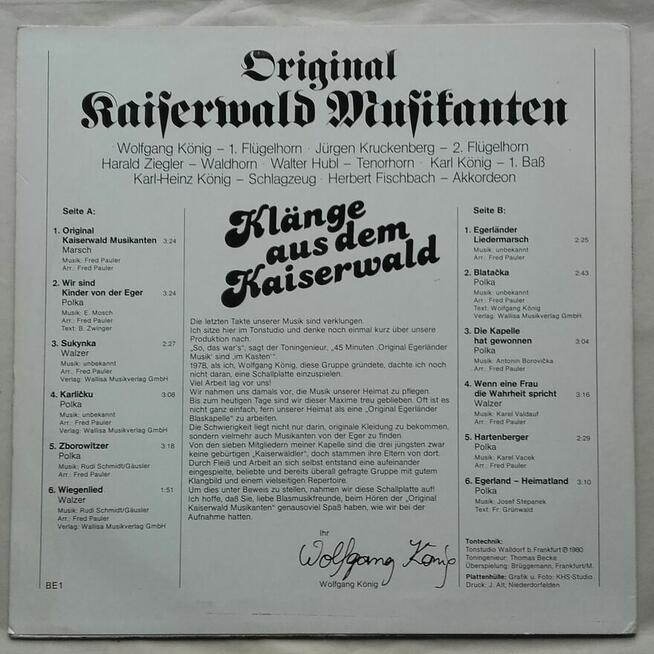 Original
Kaiserwald Musikanten
Wolfgang König – 1. Flügelhorn · Jürgen Kruckenberg – 2. Flügelhorn
Harald Ziegler – Waldhorn · Walter Hubl – Tenorhorn · Karl König – 1. Baß
Karl-Heinz König – Schlagzeug · Herbert Fischbach – Akkordeon
Seite A:
1. Original
Kaiserwald Musikanten 3:24
Marsch
Musik: Fred Pauler
Arr.: Fred Pauler
2. Wir sind
Kinder von der Eger 3:24
Polka
Musik: E. Mosch
Arr.: Fred Pauler
Text: B. Zwinger
3. Sukynka 2:27
Walzer
Musik: unbekannt
Arr.: Fred Pauler
Verlag: Wallisa Musikverlag GmbH
4. Karličku 3:08
Polka
Musik: unbekannt
Arr.: Fred Pauler
Verlag: Wallisa Musikverlag GmbH
5. Zborowitzer 3:18
Polka
Musik: Rudi Schmidt/Gäusler
Arr.: Fred Pauler
6. Wiegenlied 1:51
Walzer
Musik: Rudi Schmidt/Gäusler
Arr.: Fred Pauler
Verlag: Wallisa Musikverlag GmbH
BE1
Klänge
aus dem
Kaiserwald
Die letzten Takte unserer Musik sind verklungen.
Ich sitze hier im Tonstudio und denke noch einmal kurz über unsere
Produktion nach.
„So, das war's“, sagt der Toningenieur, „45 Minuten ‚Original Egerländer
Musik‘ sind ‚im Kasten‘“.
1978, als ich, Wolfgang König, diese Gruppe gründete, dachte ich noch
nicht daran, eine Schallplatte einzuspielen.
Viel Arbeit lag vor uns!
Wir nahmen uns damals vor, die Musik unserer Heimat zu pflegen.
Bis zum heutigen Tage sind wir dieser Maxime treu geblieben. Oft ist es
nicht ganz einfach, fern unserer Heimat als eine „Original Egerländer
Blaskapelle“ zu arbeiten.
Die Schwierigkeit liegt nicht nur darin, originale Kleidung zu bekommen,
sondern vielmehr auch Musikanten von der Eger zu finden.
Von den sieben Mitgliedern meiner Kapelle sind die drei jüngsten zwar
keine gebürtigen „Kaiserwäldler“, doch stammen ihre Eltern von dort.
Durch Fleiß und Arbeit an sich selbst entstand eine aufeinander
eingespielte, beliebte und bereits überall gefragte Gruppe mit gutem
Klangbild und einem vielseitigen Repertoire.
Um dies unter Beweis zu stellen, nahmen wir diese Schallplatte auf!
Ich hoffe, daß Sie, liebe Blasmusikfreunde, beim Hören der „Original
Kaiserwald Musikanten“ genausoviel Spaß haben, wie wir bei der
Aufnahme hatten.
Ihr
Wolfgang König
Wolfgang König
Seite B:
1. Egerländer
Liedermarsch 2:25
Musik: unbekannt
Arr.: Fred Pauler
2. Blatačka 2:43
Polka
Musik: unbekannt
Arr.: Fred Pauler
Text: Wolfgang König
Verlag: Wallisa Musikverlag GmbH
3. Die Kapelle
hat gewonnen 3:04
Polka
Musik: Antonin Borovička
Arr.: Fred Pauler
4. Wenn eine Frau
die Wahrheit spricht 3:16
Walzer
Musik: Karel Valdauf
Arr.: Fred Pauler
5. Hartenberger 2:29
Polka
Musik: Karel Vacek
Arr.: Fred Pauler
6. Egerland – Heimatland 3:10
Polka
Musik: Josef Stepanek
Text: Fr. Grünwald
Tontechnik:
Tonstudio Walldorf b. Frankfurt ℗ 1980
Toningenieur: Thomas Becke
Überspielung: Brüggemann, Frankfurt/M.
Plattenhülle: Grafik u. Foto: KHS-Studio
Druck: J. Alt, Niederdorfelden